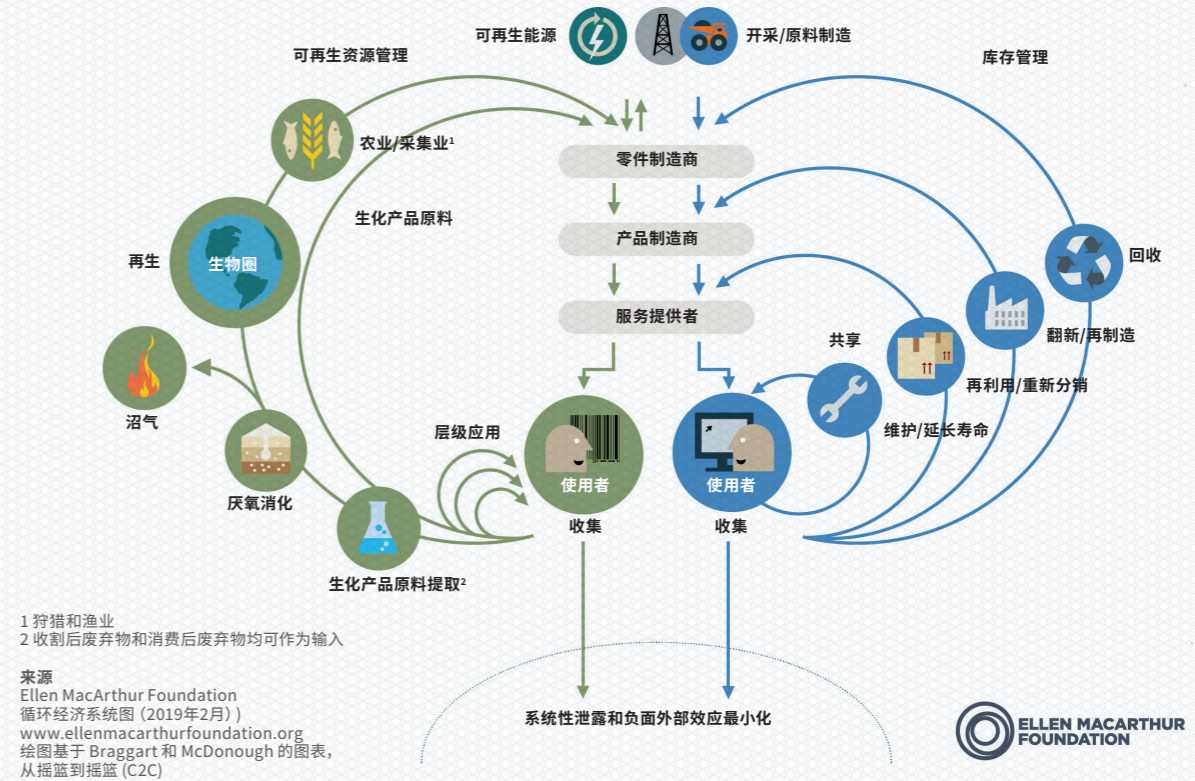 可再生能源
开采/原料制造
可再生资源管理
库存管理
农业/采集业¹
零件制造商
生化产品原料
产品制造商
再生
生物圈
回收
服务提供者
翻新/再制造
共享
再利用/重新分销
沼气
层级应用
维护/延长寿命
使用者
使用者
厌氧消化
收集
收集
生化产品原料提取²
1 狩猎和渔业
2 收割后废弃物和消费后废弃物均可作为输入
来源
Ellen MacArthur Foundation
循环经济系统图（2019年2月））
www.ellenmacarthurfoundation.org
绘图基于 Braggart 和 McDonough 的图表，
从摇篮到摇篮 (C2C)
系统性泄露和负面外部效应最小化
ELLEN MACARTHUR
FOUNDATION